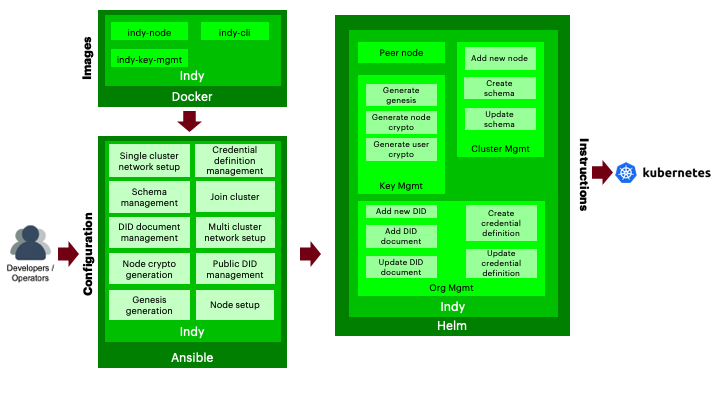 Images
indy-node
indy-cli
indy-key-mgmt
Indy
Docker
Developers /
Operators
Configuration
Single cluster
network setup
Credential
definition
management
Schema
management
Join cluster
DID document
management
Multi cluster
network setup
Node crypto
generation
Public DID
management
Genesis
generation
Node setup
Indy
Ansible
Peer node
Generate
genesis
Generate node
crypto
Generate user
crypto
Key Mgmt
Add new node
Create
schema
Update
schema
Cluster Mgmt
Add new DID
Add DID
document
Update DID
document
Create
credential
definition
Update
credential
definition
Org Mgmt
Indy
Helm
Instructions
kubernetes